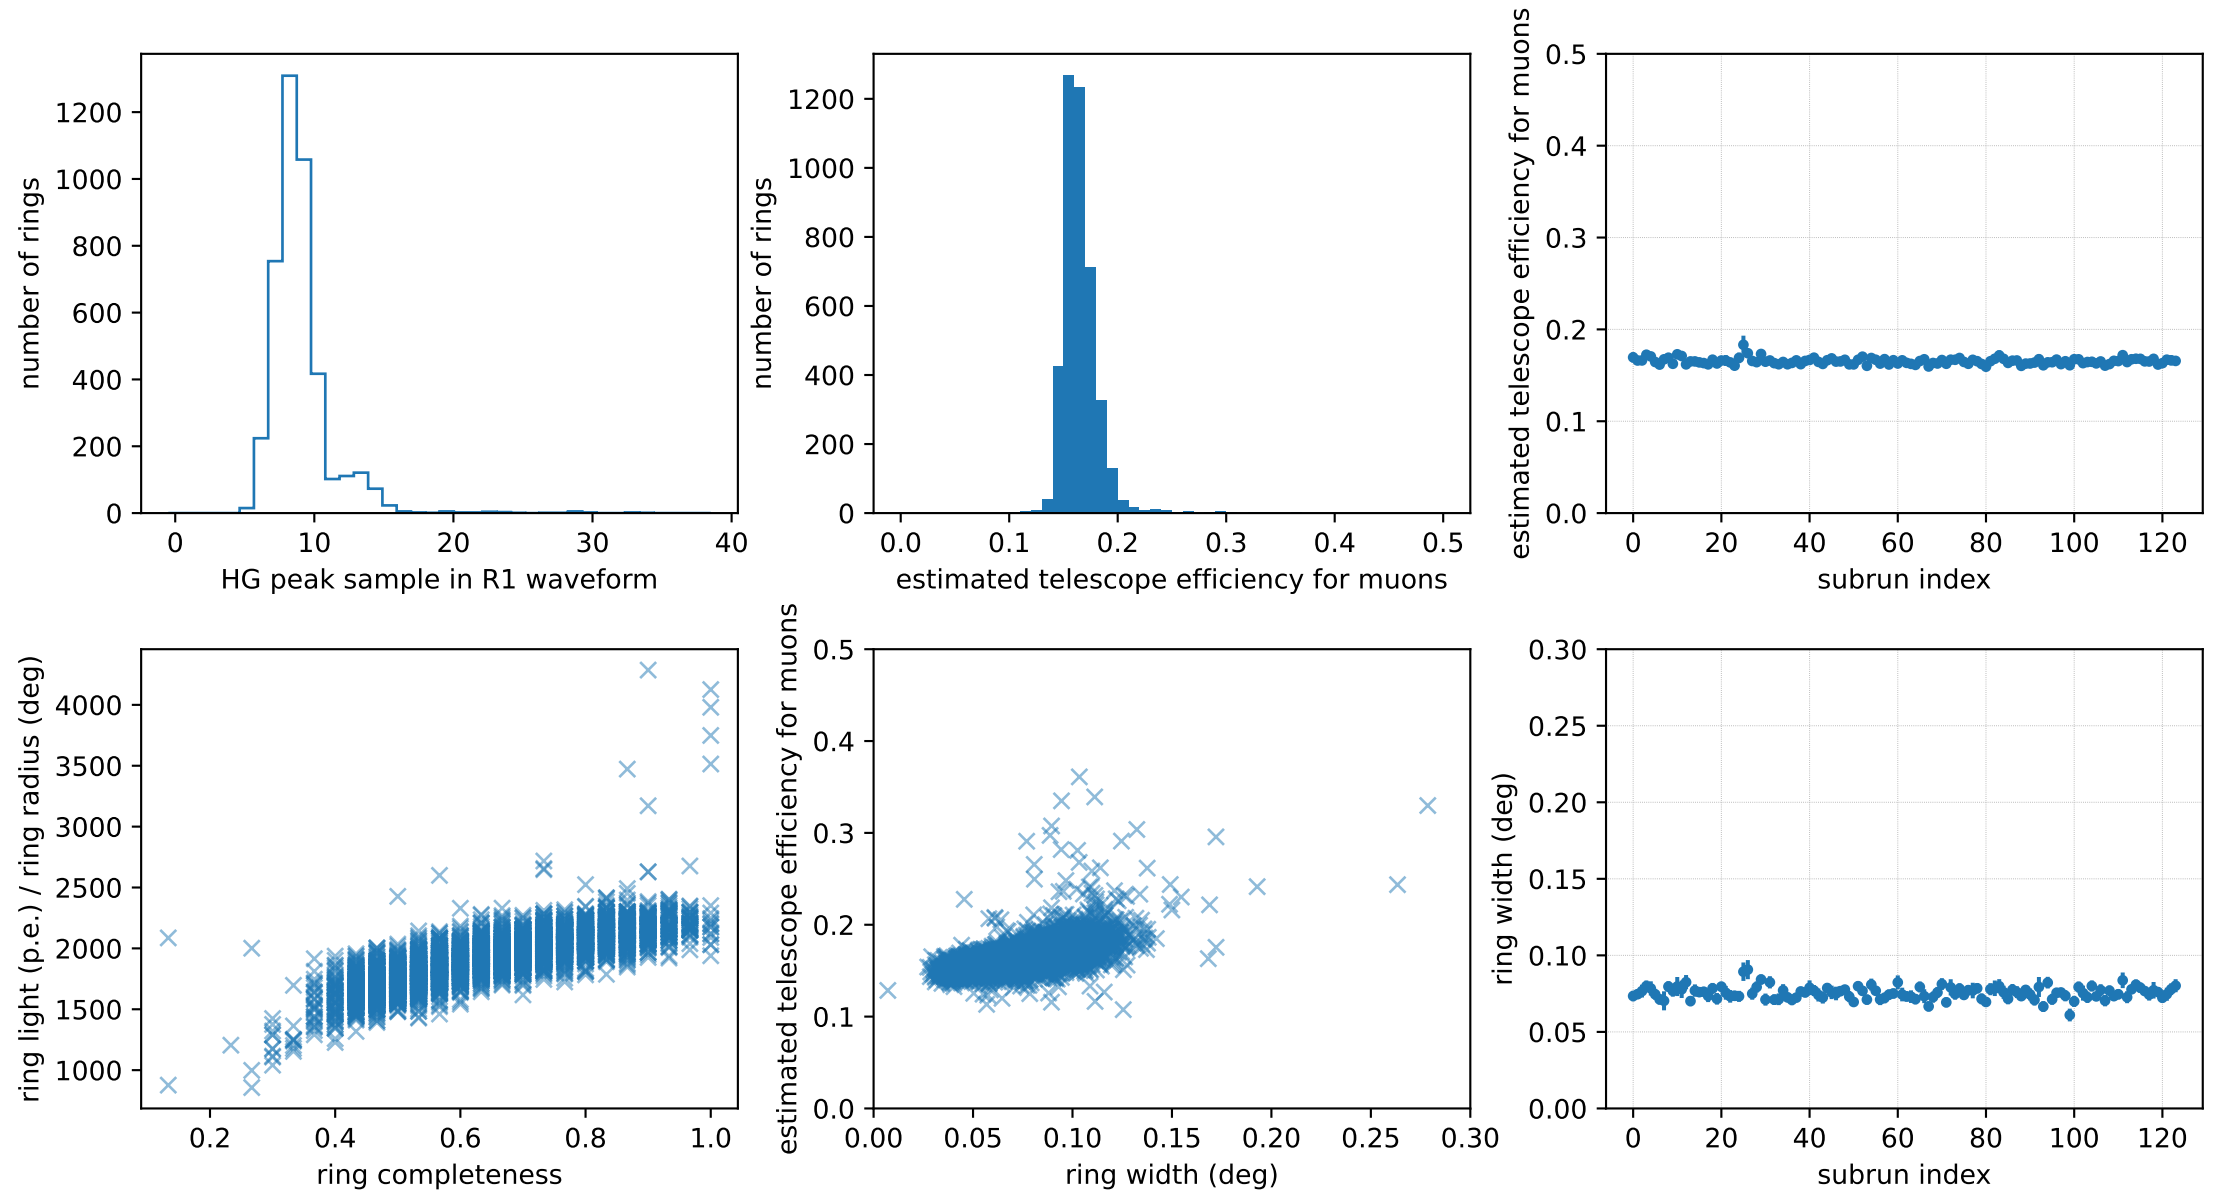 number of rings
1200
1000
800
600
400
200
0
0 10 20 30 40
HG peak sample in R1 waveform
number of rings
1200
1000
800
600
400
200
0
0.0 0.1 0.2 0.3 0.4 0.5
estimated telescope efficiency for muons
estimated telescope efficiency for muons
0.5
0.4
0.3
0.2
0.1
0.0
0 20 40 60 80 100 120
subrun index
ring light (p.e.) / ring radius (deg)
4000
3500
3000
2500
2000
1500
1000
0.2 0.4 0.6 0.8 1.0
ring completeness
estimated telescope efficiency for muons
0.5
0.4
0.3
0.2
0.1
0.0
0.00 0.05 0.10 0.15 0.20 0.25 0.30
ring width (deg)
ring width (deg)
0.30
0.25
0.20
0.15
0.10
0.05
0.00
0 20 40 60 80 100 120
subrun index